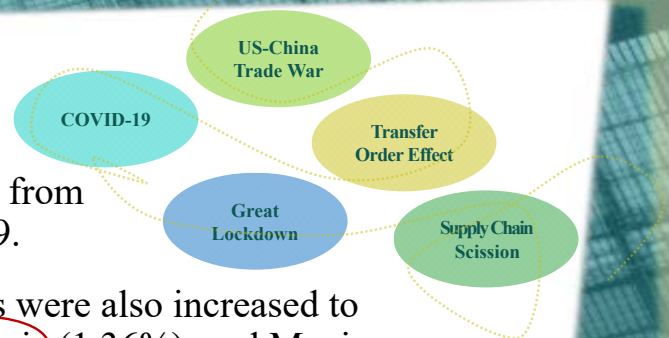 US-China
Trade War
COVID-19
Transfer
Order Effect
from
Great
Lockdown
9.
Supply Chain
Scission
s were also increased to
(1.36%)
and